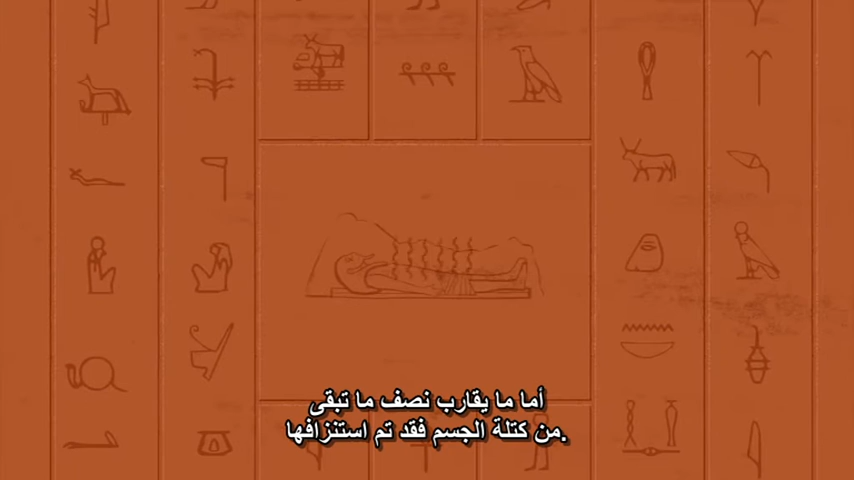 أما ما يقارب نصف ما تبقى
من كتلة الجسم فقد تم استنزافها.